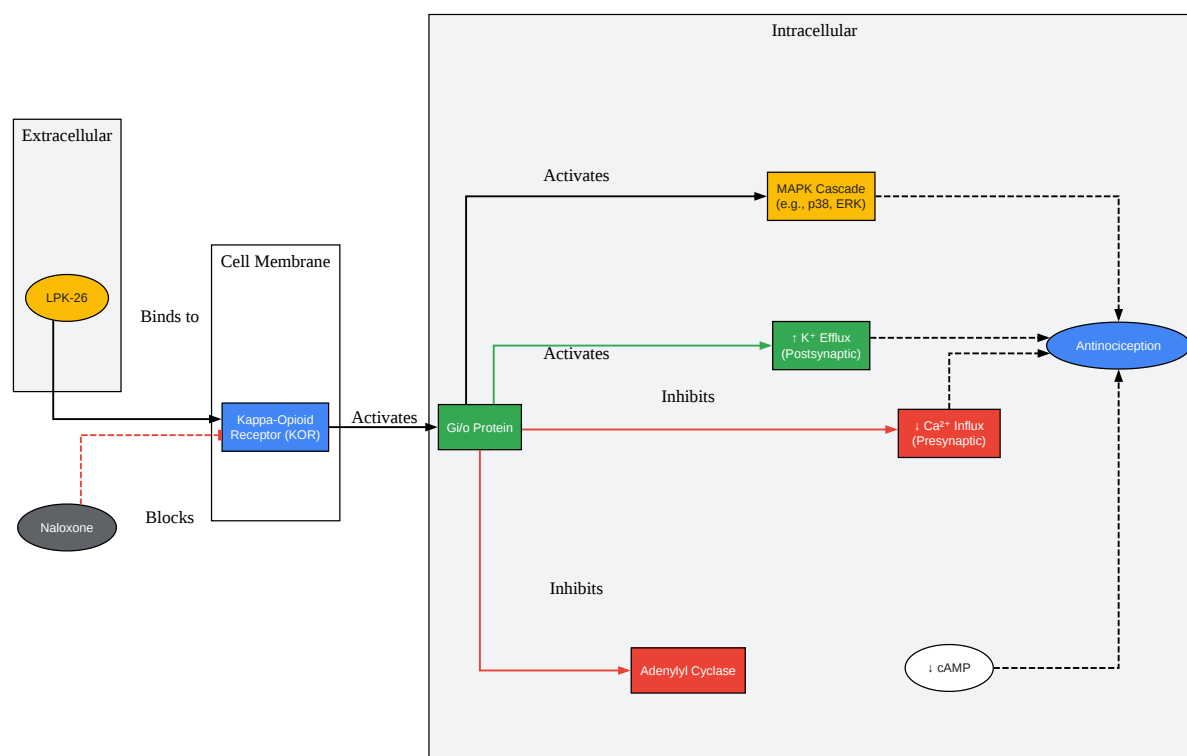 Intracellular
Extracellular
Activates
MAPK Cascade
(e.g., p38, ERK)
Cell Membrane
LPK-26
Binds to
↑ K⁺ Efflux
(Postsynaptic)
Antinociception
Activates
Inhibits
Kappa-Opioid
Receptor (KOR)
Activates
Gi/o Protein
↓ Ca²⁺ Influx
(Presynaptic)
Naloxone
Blocks
Inhibits
Adenylyl Cyclase
↓ cAMP